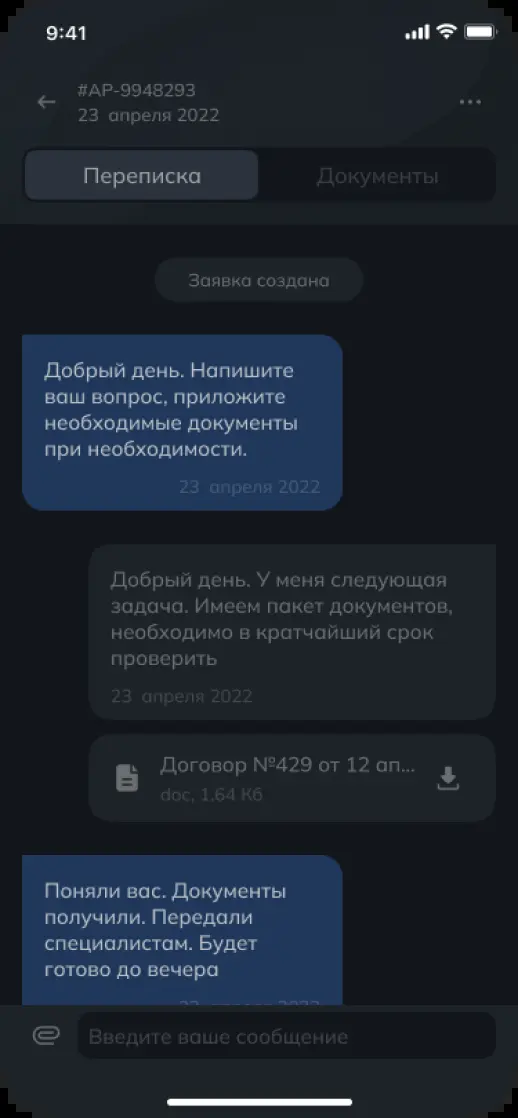 9:41
#AP-9948293
23 апреля 2022
Переписка
Документы
Заявка создана
Добрый день. Напишите
ваш вопрос, приложите
необходимые документы
при необходимости.
23 апреля 2022
Добрый день. У меня следующая
задача. Имеем пакет документов,
необходимо в кратчайший срок
проверить
23 апреля 2022
Договор №429 от 12 ап...
doc, 1,64 Кб
Поняли вас. Документы
получили. Передали
специалистам. Будет
готово до вечера
23 апреля 2022
Введите ваше сообщение